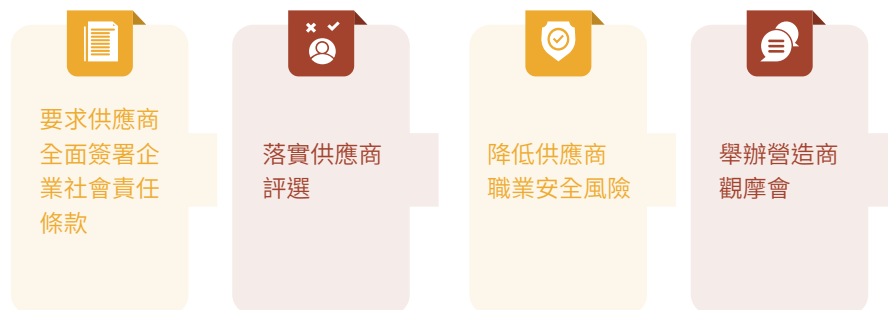 要求供應商
全面簽署企
業社會責任
條款
落實供應商
評選
降低供應商
職業安全風險
舉辦營造商
觀摩會